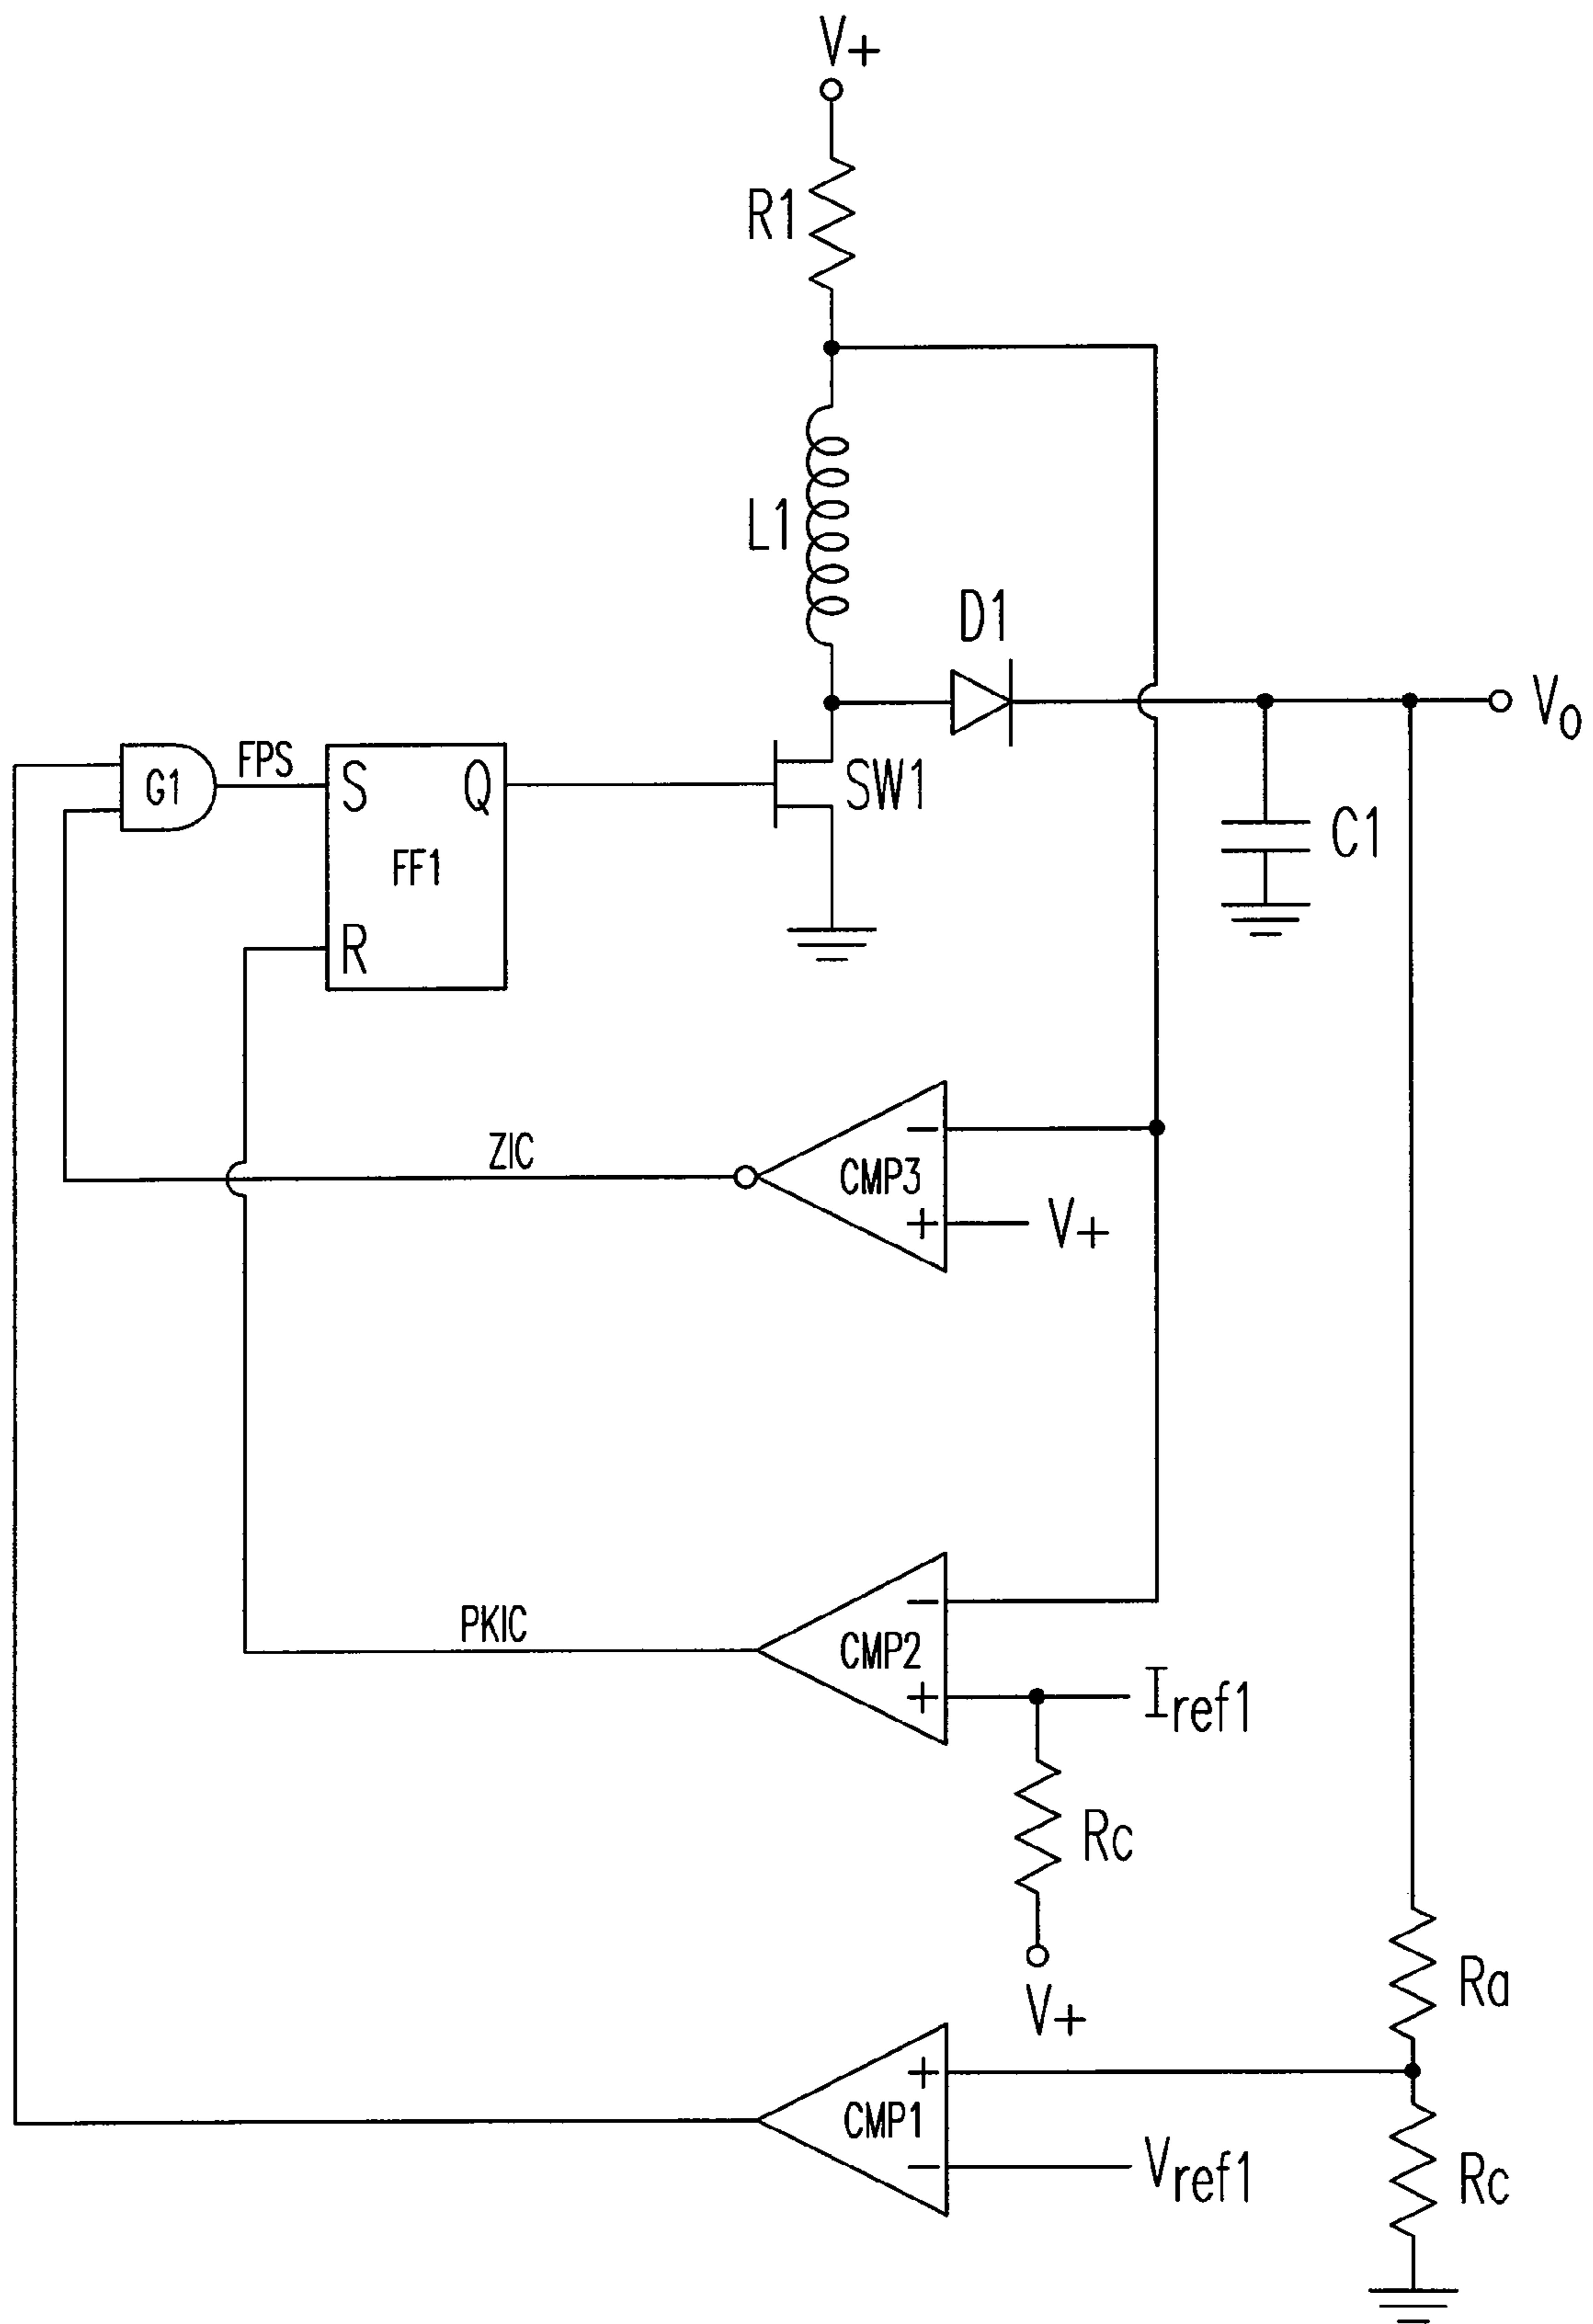 V+
R1
L1
D1
Vo
G1
FPS
S
Q
FF1
R
SW1
C1
ZIC
-
CMP3
+
V+
PKIC
-
CMP2
+
Iref1
Rc
V+
Ra
+
CMP1
-
Vref1
Rc